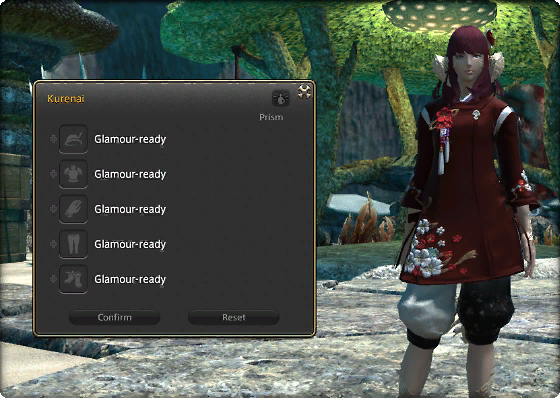 Kurenai
Prism
Glamour-ready
Glamour-ready
Glamour-ready
Glamour-ready
Glamour-ready
Confirm
Reset